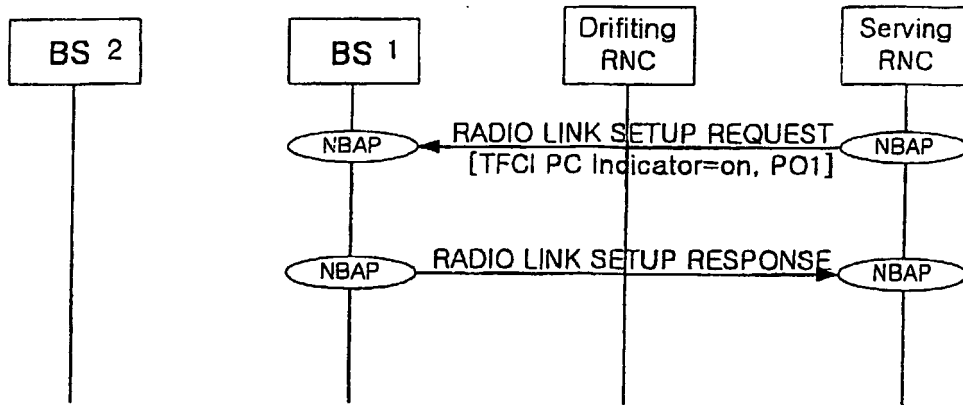 BS 2
BS 1
Drifiting
RNC
Serving
RNC
NBAP
RADIO LINK SETUP REQUEST
NBAP
[TFCI PC Indicator=on, PO1]
NBAP
RADIO LINK SETUP RESPONSE
NBAP